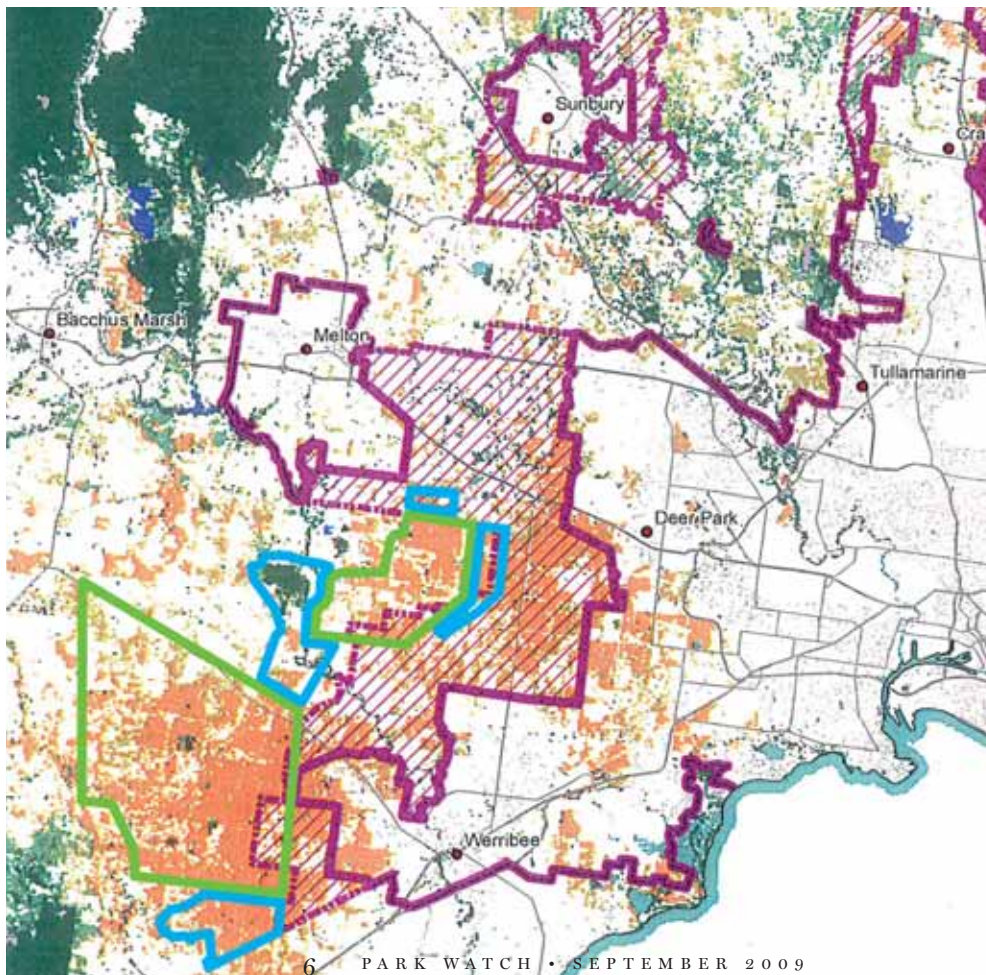 Sunbury
Cra
Bacchus Marsh
Melton
Tullamarine
Deer Park
Werribee
6 PARK WATCH • SEPTEMBER 2009